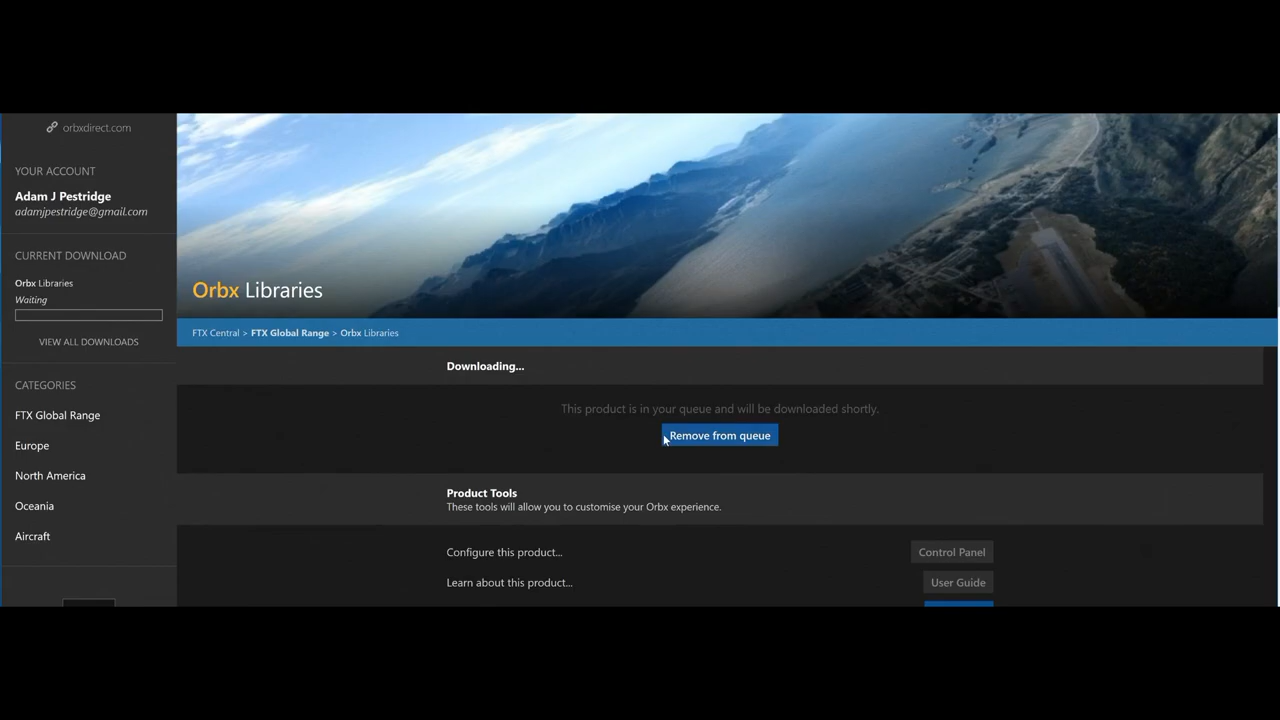 orbxdirect.com
YOUR ACCOUNT
Adam J Pestridge
adamjpestridge@gmail.com
CURRENT DOWNLOAD
Orbx Libraries
Waiting
VIEW ALL DOWNLOADS
CATEGORIES
FTX Global Range
Europe
North America
Oceania
Aircraft
Orbx Libraries
FTX Central > FTX Global Range > Orbx Libraries
Downloading...
This product is in your queue and will be downloaded shortly.
Remove from queue
Product Tools
These tools will allow you to customise your Orbx experience.
Configure this product... Control Panel
Learn about this product... User Guide